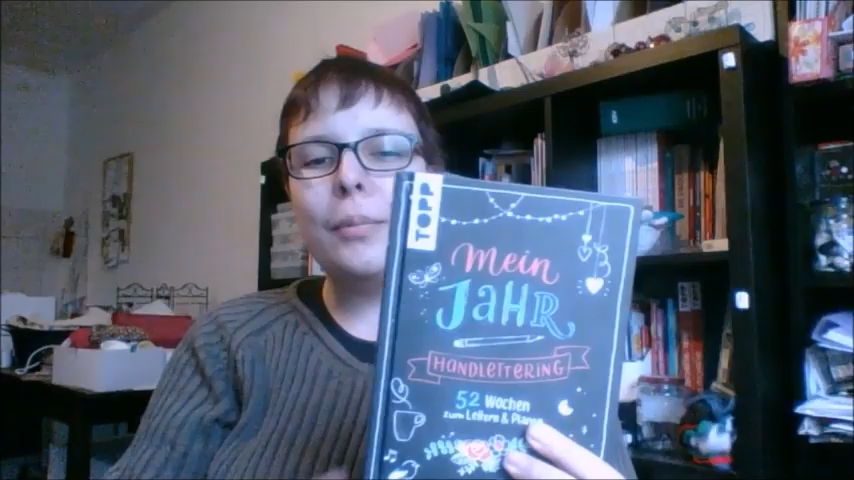 TOPP
Mein
JAHR
HANDLETTERING
52 Wochen
zum Lettern & Planen